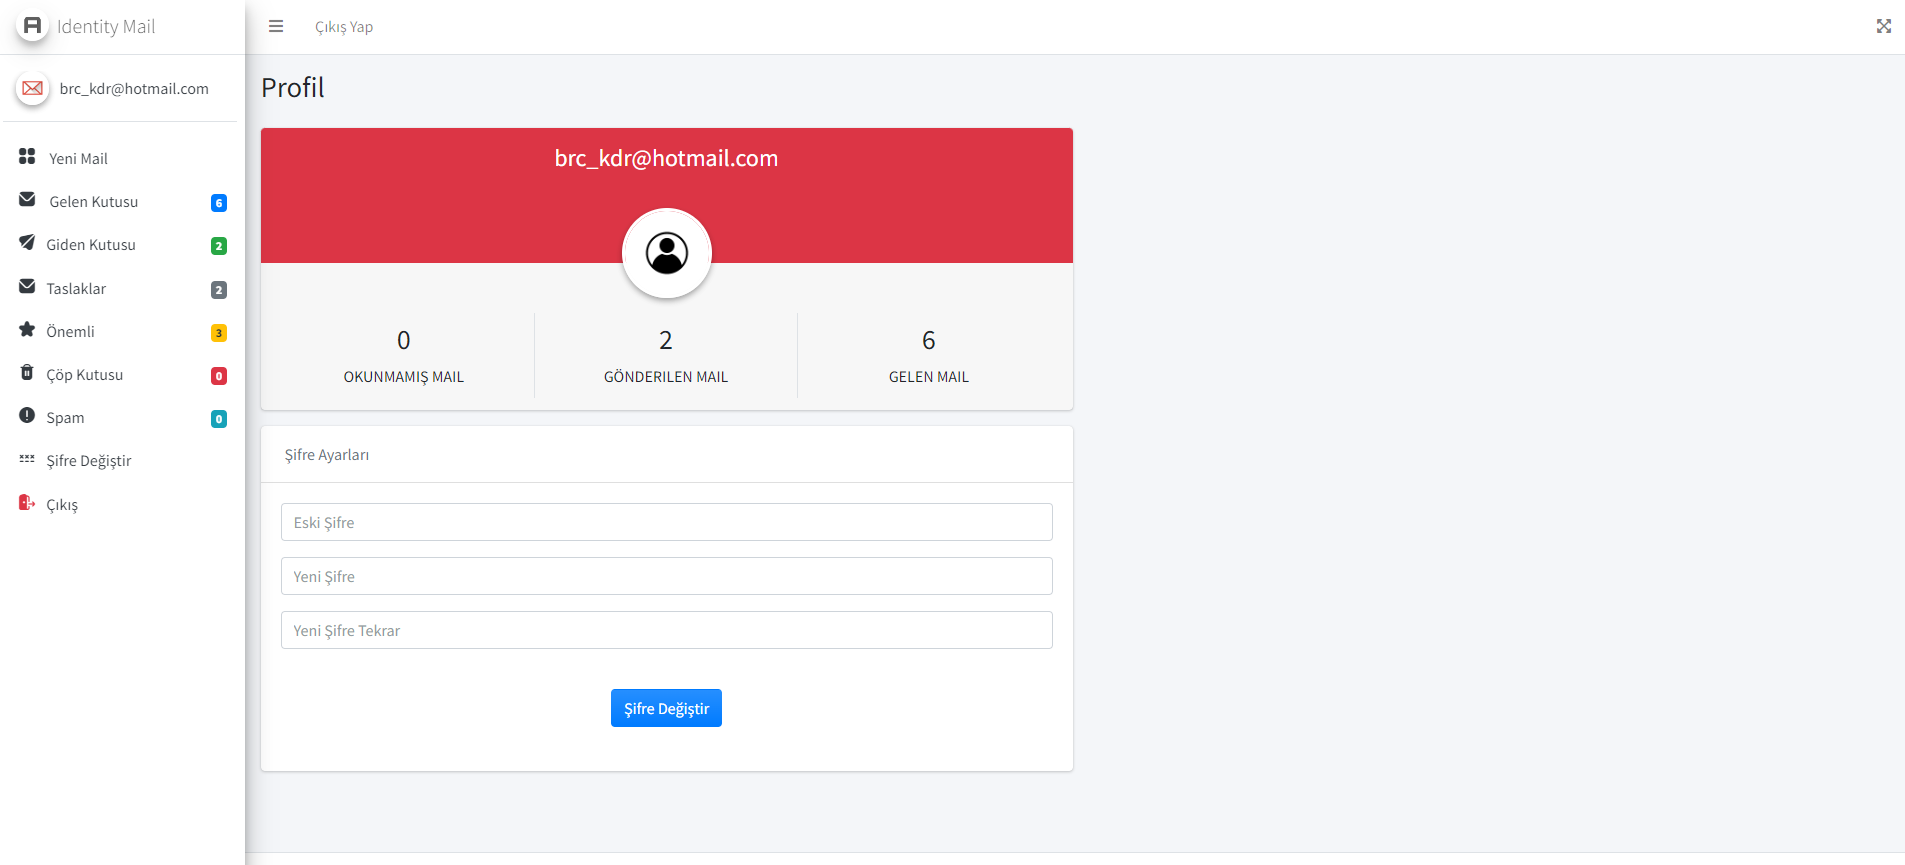 Identity Mail
Çıkış Yap
brc_kdr@hotmail.com
Yeni Mail
Gelen Kutusu 6
Giden Kutusu 2
Taslaklar 2
Önemli 3
Çöp Kutusu 0
Spam 0
Şifre Değiştir
Çıkış
Profil
brc_kdr@hotmail.com
0
OKUNMAMIŞ MAIL
2
GÖNDERILEN MAIL
6
GELEN MAIL
Şifre Ayarları
Eski Şifre
Yeni Şifre
Yeni Şifre Tekrar
Şifre Değiştir